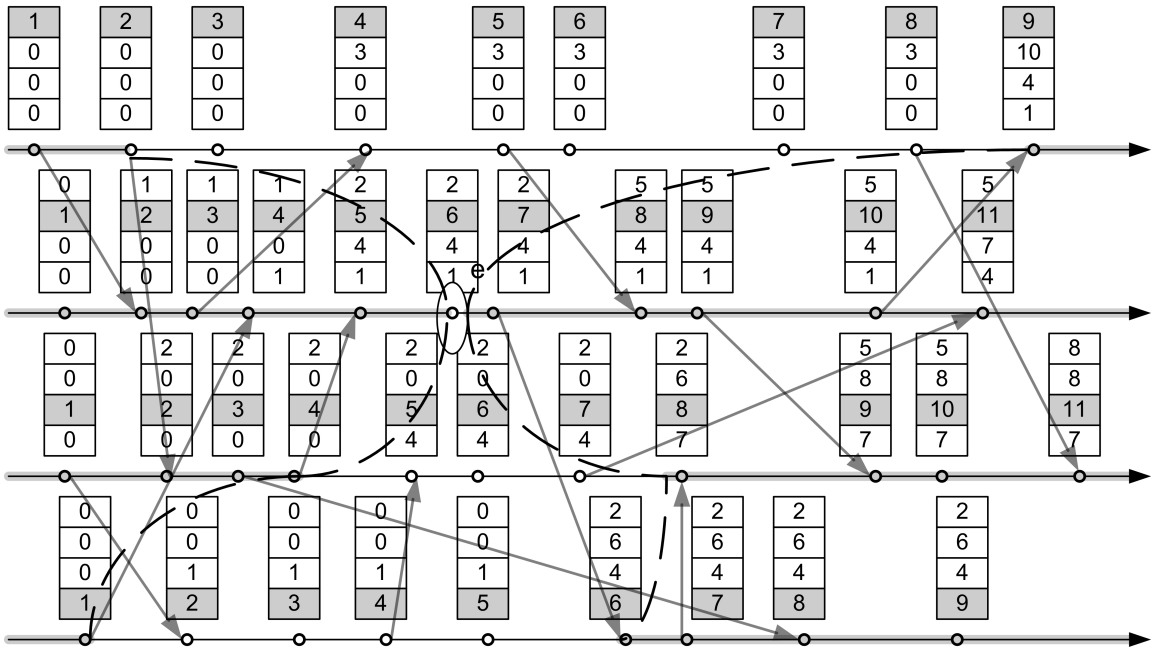 1 2 3 4 5 6 7 8 9
0 0 0 3 3 3 3 3 10
0 0 0 0 0 0 0 0 4
0 0 0 0 0 0 0 0 1
0 1 1 1 2 2 2 5 5 5 5
1 2 3 4 5 6 7 8 9 10 11
0 0 0 0 4 4 4 4 4 4 7
0 0 0 1 1 1 1 1 1 1 4
e
0 2 2 2 2 2 2 2 5 5 8
0 0 0 0 0 0 0 6 8 8 8
1 2 3 4 5 6 7 8 9 10 11
0 0 0 0 4 4 4 7 7 7 7
0 0 0 0 0 2 2 2 2
0 0 0 0 0 6 6 6 6
0 1 1 1 1 4 4 4 4
1 2 3 4 5 6 7 8 9